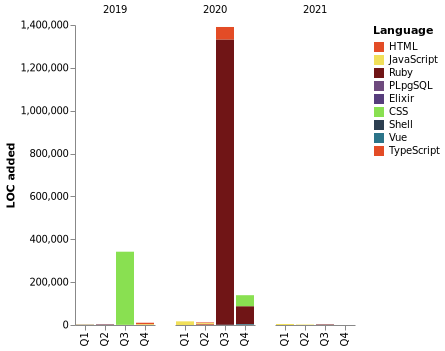 2019 2020 2021
LOC added
1,400,000
1,200,000
1,000,000
800,000
600,000
400,000
200,000
0
Q1 Q2 Q3 Q4 Q1 Q2 Q3 Q4 Q1 Q2 Q3 Q4
Language
HTML
JavaScript
Ruby
PLpgSQL
Elixir
CSS
Shell
Vue
TypeScript